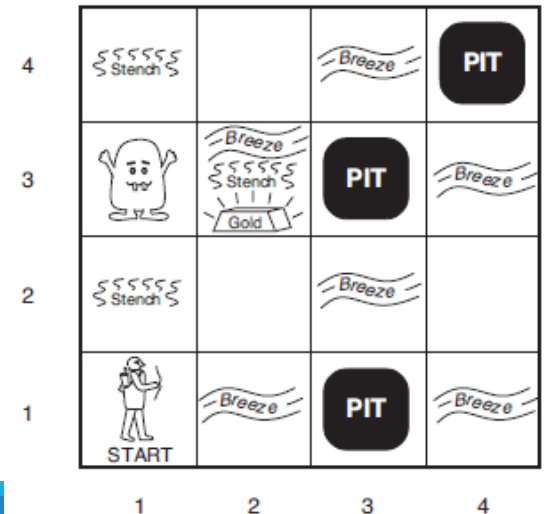 4
Stench
Breeze
PIT
3
Breeze
Stench
Gold
PIT
Breeze
2
Stench
Breeze
1
START
Breeze
PIT
Breeze
1 2 3 4